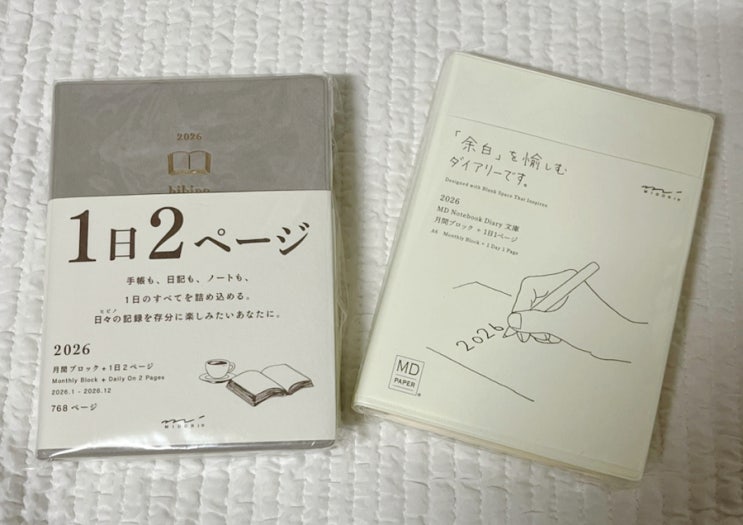 2026
hibino
1日2ページ
手帳も、日記も、ノートも、
1日のすべてを詰め込める。
ヒビノ
日々の記録を存分に楽しみたいあなたに。
2026
月間ブロック+1日2ページ
Monthly Block + Daily On 2 Pages
2026.1 - 2026.12
768ページ
MIDORI
「余白」を愉しむ
ダイアリーです。
Designed with Blank Space That Inspires
MIDORI
2026
MD Notebook Diary 文庫
月間ブロック + 1日1ページ
A6 Monthly Block + 1 Day 1 Page
2026
MD
PAPER